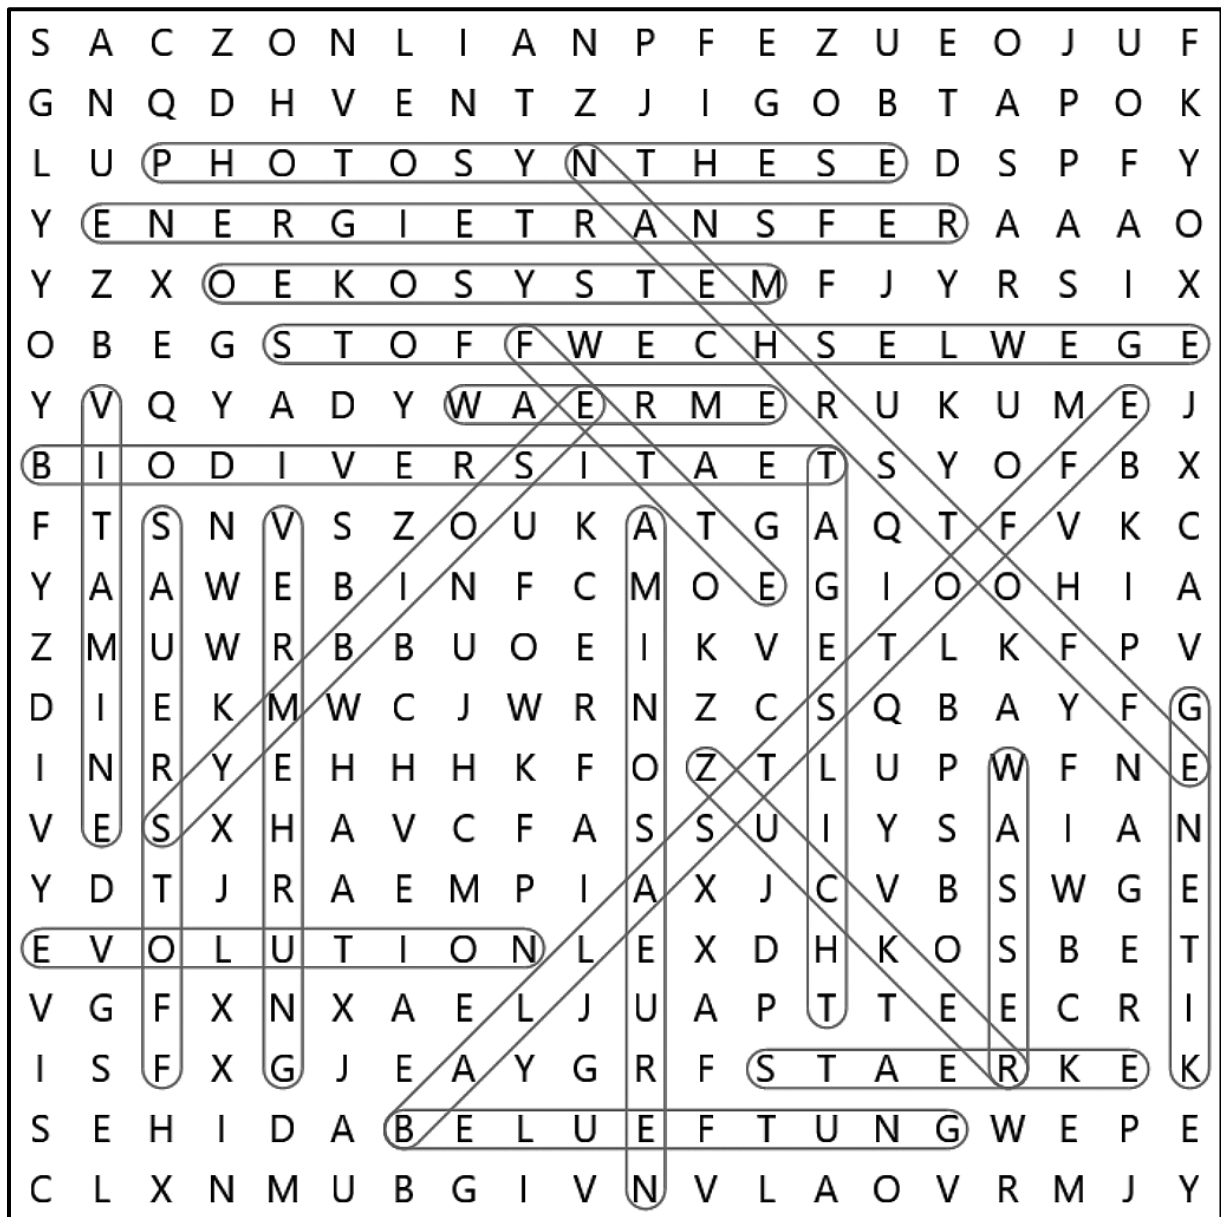 S A C Z O N L I A N P F E Z U E O J U F
G N Q D H V E N T Z J I G O B T A P O K
L U P H O T O S Y N T H E S E D S P F Y
Y E N E R G I E T R A N S F E R A A A O
Y Z X O E K O S Y S T E M F J Y R S I X
O B E G S T O F F W E C H S E L W E G E
Y V Q Y A D Y W A E R M E R U K U M E J
B I O D I V E R S I T A E T S Y O F B X
F T S N V S Z O U K A T G A Q T F V K C
Y A A W E B I N F C M O E G I O O H I A
Z M U W R B B U O E I K V E T L K F P V
D I E K M W C J W R N Z C S Q B A Y F G
I N R Y E H H H K F O Z T L U P W F N E
V E S X H A V C F A S S U I Y S A I A N
Y D T J R A E M P I A X J C V B S W G E
E V O L U T I O N L E X D H K O S B E T
V G F X N X A E L J U A P T T E E C R I
I S F X G J E A Y G R F S T A E R K E K
S E H I D A B E L U E F T U N G W E P E
C L X N M U B G I V N V L A O V R M J Y